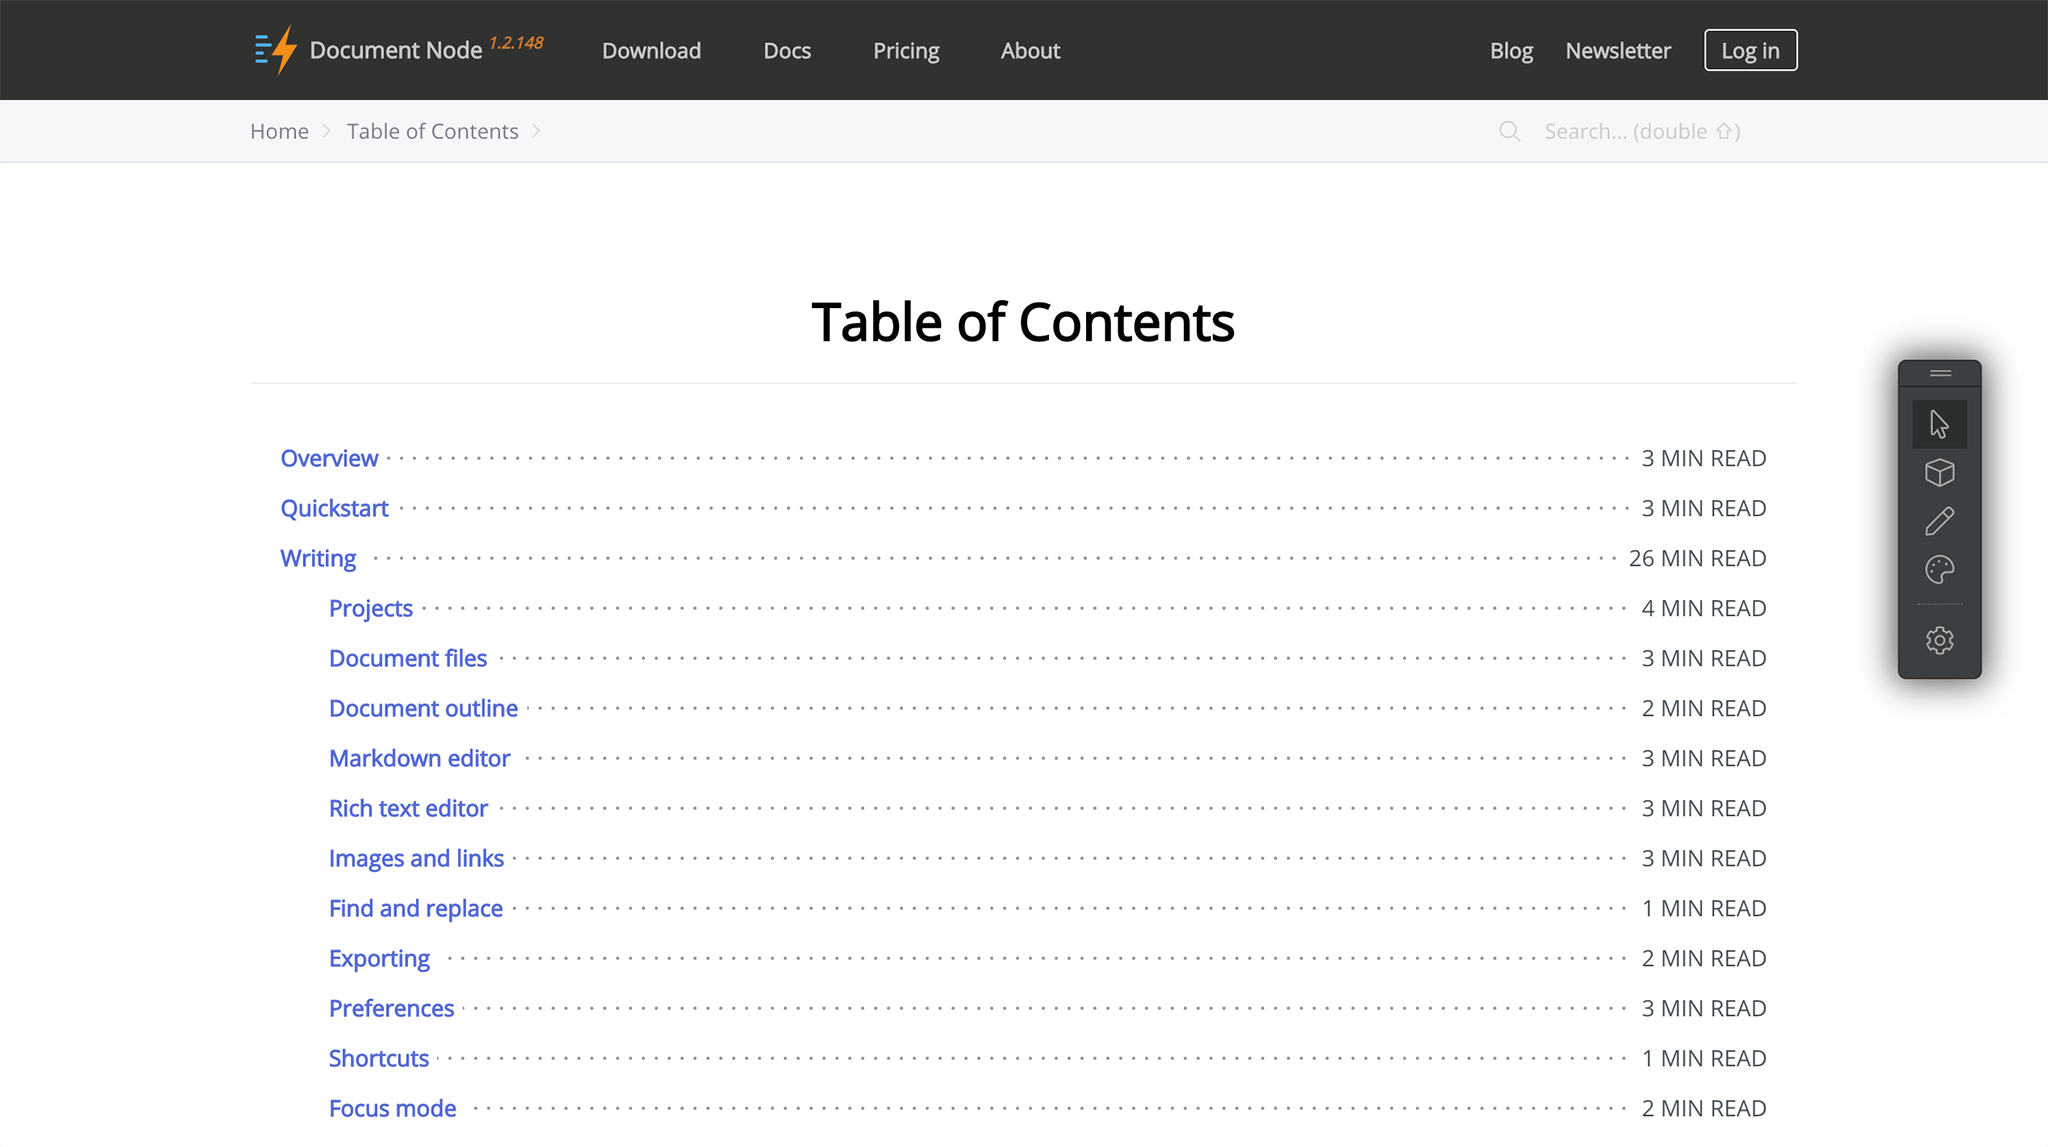 Document Node 1.2.148 Download Docs Pricing About Blog Newsletter Log in
Home Table of Contents Search... (double ⇧)
Table of Contents
Overview 3 MIN READ
Quickstart 3 MIN READ
Writing 26 MIN READ
Projects 4 MIN READ
Document files 3 MIN READ
Document outline 2 MIN READ
Markdown editor 3 MIN READ
Rich text editor 3 MIN READ
Images and links 3 MIN READ
Find and replace 1 MIN READ
Exporting 2 MIN READ
Preferences 3 MIN READ
Shortcuts 1 MIN READ
Focus mode 2 MIN READ